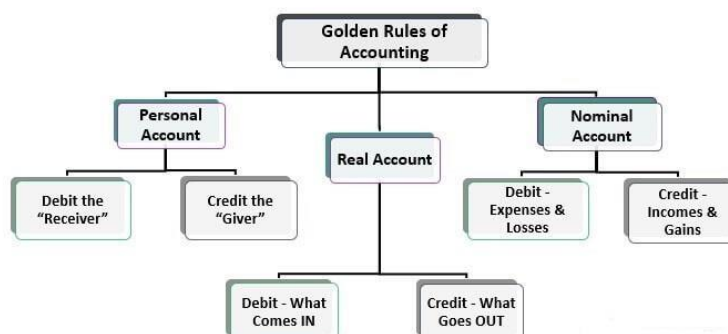 Golden Rules of
Accounting
Personal
Account
Real Account
Nominal
Account
Debit the
“Receiver”
Credit the
“Giver”
Debit -
Expenses &
Losses
Credit -
Incomes &
Gains
Debit - What
Comes IN
Credit - What
Goes OUT